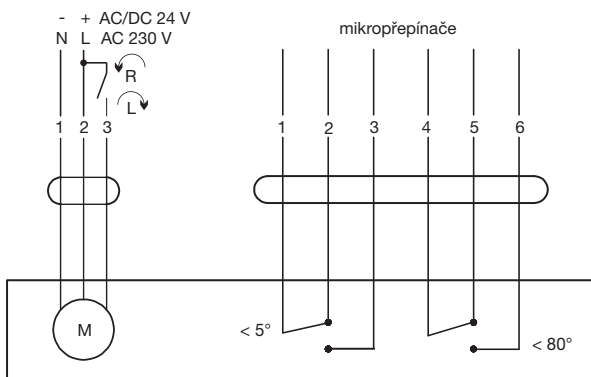 - + AC/DC 24 V
N L AC 230 V
mikropřepínače
R
L
1 2 3
1 2 3 4 5 6
M
< 5°
< 80°